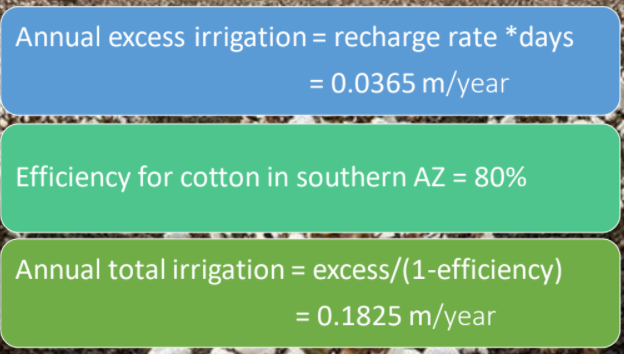 Annual excess irrigation = recharge rate *days
= 0.0365 m/year
Efficiency for cotton in southern AZ = 80%
Annual total irrigation = excess/(1-efficiency)
= 0.1825 m/year